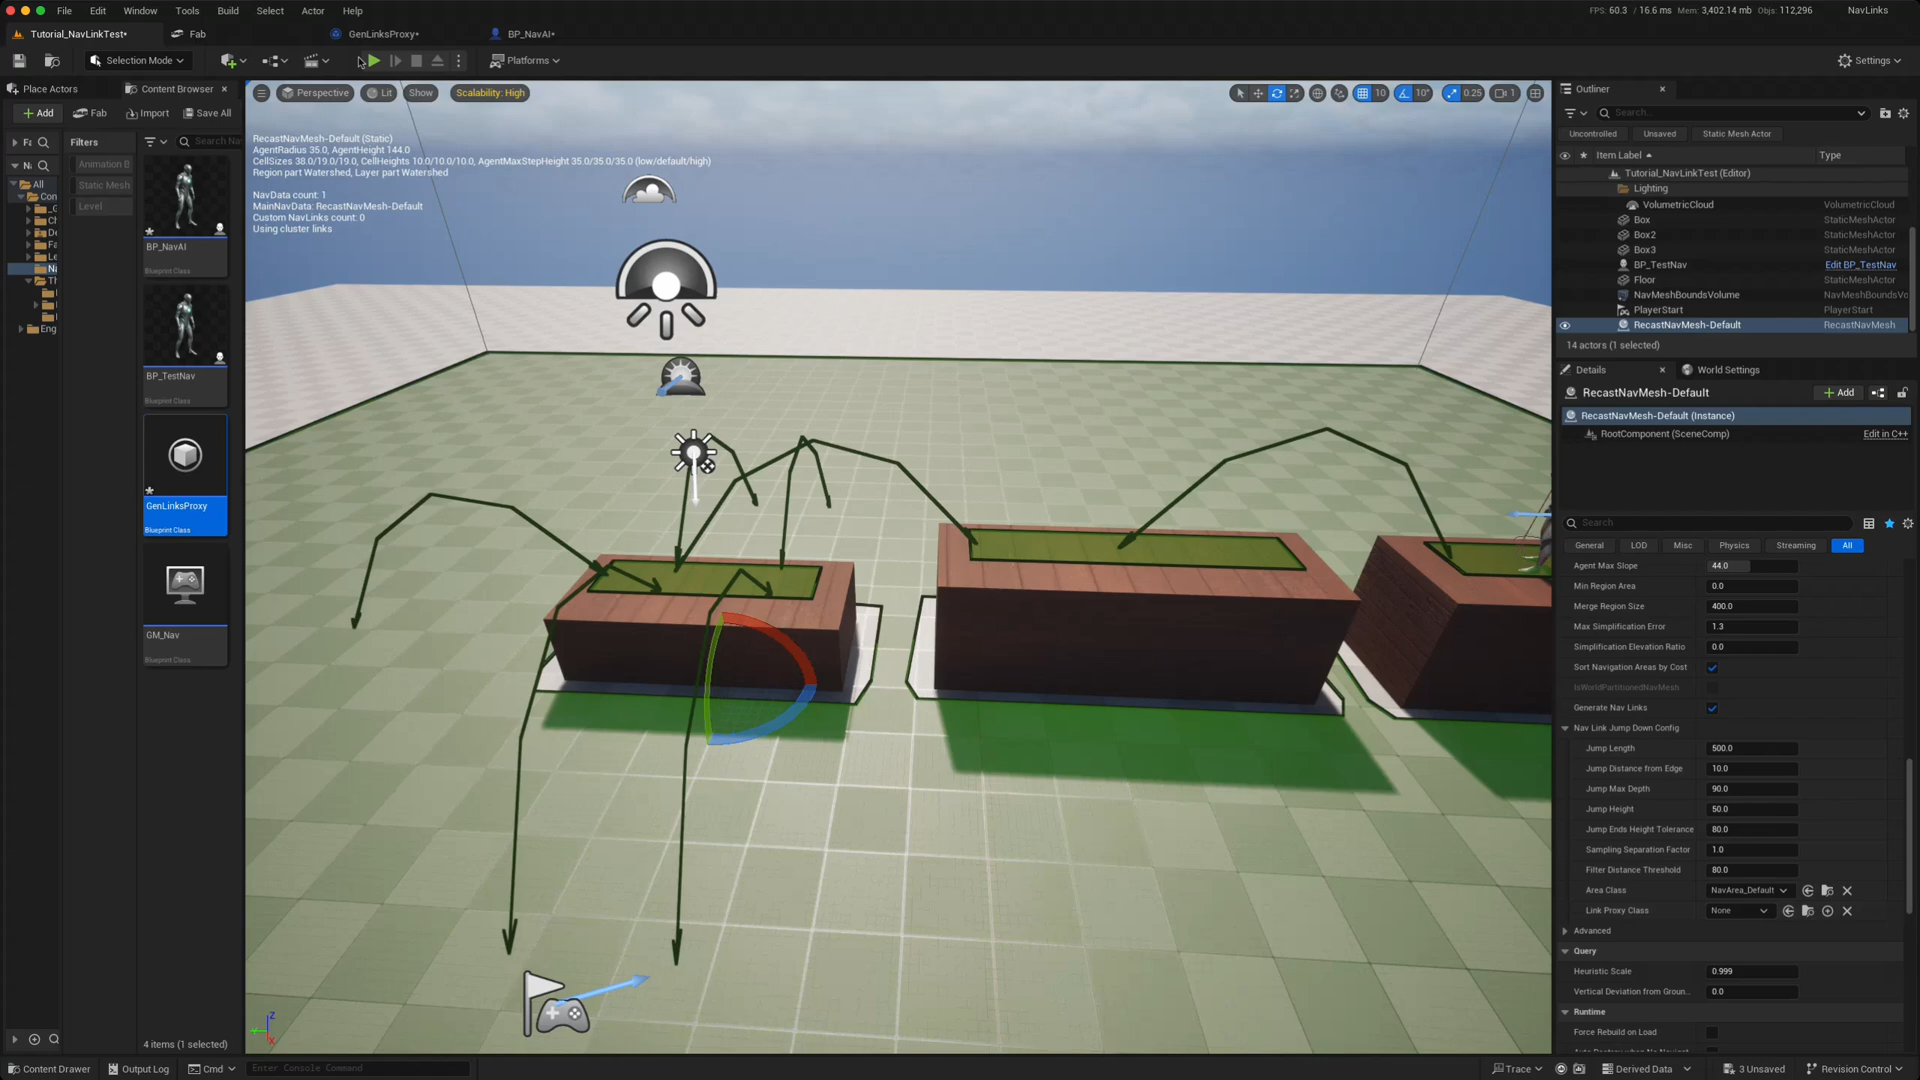 File Edit Window Tools Build Select Actor Help
FPS: 60.3 / 16.6 ms Mem: 3,402.14 mb Objs: 112,296 NavLinks
Tutorial_NavLinkTest* Fab GenLinksProxy* BP_NavAI*
Selection Mode Platforms Settings
Place Actors Content Browser
Add Fab Import Save All
Filters
Animation B
Static Mesh
Level
All
Con
Eng
BP_NavAI
Blueprint Class
BP_TestNav
Blueprint Class
GenLinksProxy
Blueprint Class
GM_Nav
Blueprint Class
4 items (1 selected)
Perspective Lit Show Scalability: High
10 10° 0.25 1
RecastNavMesh-Default (Static)
AgentRadius 35.0, AgentHeight 144.0
CellSizes 38.0/19.0/19.0, CellHeights 10.0/10.0/10.0, AgentMaxStepHeight 35.0/35.0/35.0 (low/default/high)
Region part Watershed, Layer part Watershed
NavData count: 1
MainNavData: RecastNavMesh-Default
Custom NavLinks count: 0
Using cluster links
Outliner
Search...
Uncontrolled Unsaved Static Mesh Actor
Item Label Type
Tutorial_NavLinkTest (Editor)
Lighting
VolumetricCloud VolumetricCloud
Box StaticMeshActor
Box2 StaticMeshActor
Box3 StaticMeshActor
BP_TestNav Edit BP_TestNav
Floor StaticMeshActor
NavMeshBoundsVolume NavMeshBoundsVo
PlayerStart PlayerStart
RecastNavMesh-Default RecastNavMesh
14 actors (1 selected)
Details World Settings
RecastNavMesh-Default Add
RecastNavMesh-Default (Instance)
RootComponent (SceneComp) Edit in C++
Search
General LOD Misc Physics Streaming All
Agent Max Slope 44.0
Min Region Area 0.0
Merge Region Size 400.0
Max Simplification Error 1.3
Simplification Elevation Ratio 0.0
Sort Navigation Areas by Cost
IsWorldPartitionedNavMesh
Generate Nav Links
Nav Link Jump Down Config
Jump Length 500.0
Jump Distance from Edge 10.0
Jump Max Depth 90.0
Jump Height 50.0
Jump Ends Height Tolerance 80.0
Sampling Separation Factor 1.0
Filter Distance Threshold 80.0
Area Class NavArea_Default
Link Proxy Class None
Advanced
Query
Heuristic Scale 0.999
Vertical Deviation from Groun... 0.0
Runtime
Force Rebuild on Load
Content Drawer Output Log Cmd Enter Console Command
Trace Derived Data 3 Unsaved Revision Control